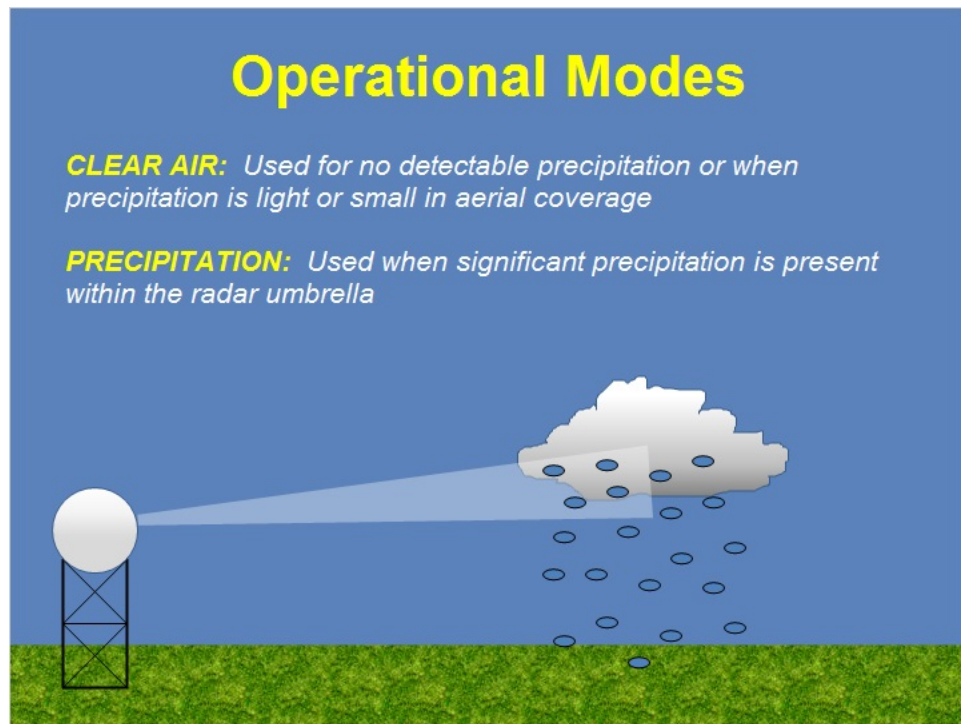 Operational Modes
CLEAR AIR: Used for no detectable precipitation or when
precipitation is light or small in aerial coverage
PRECIPITATION: Used when significant precipitation is present
within the radar umbrella